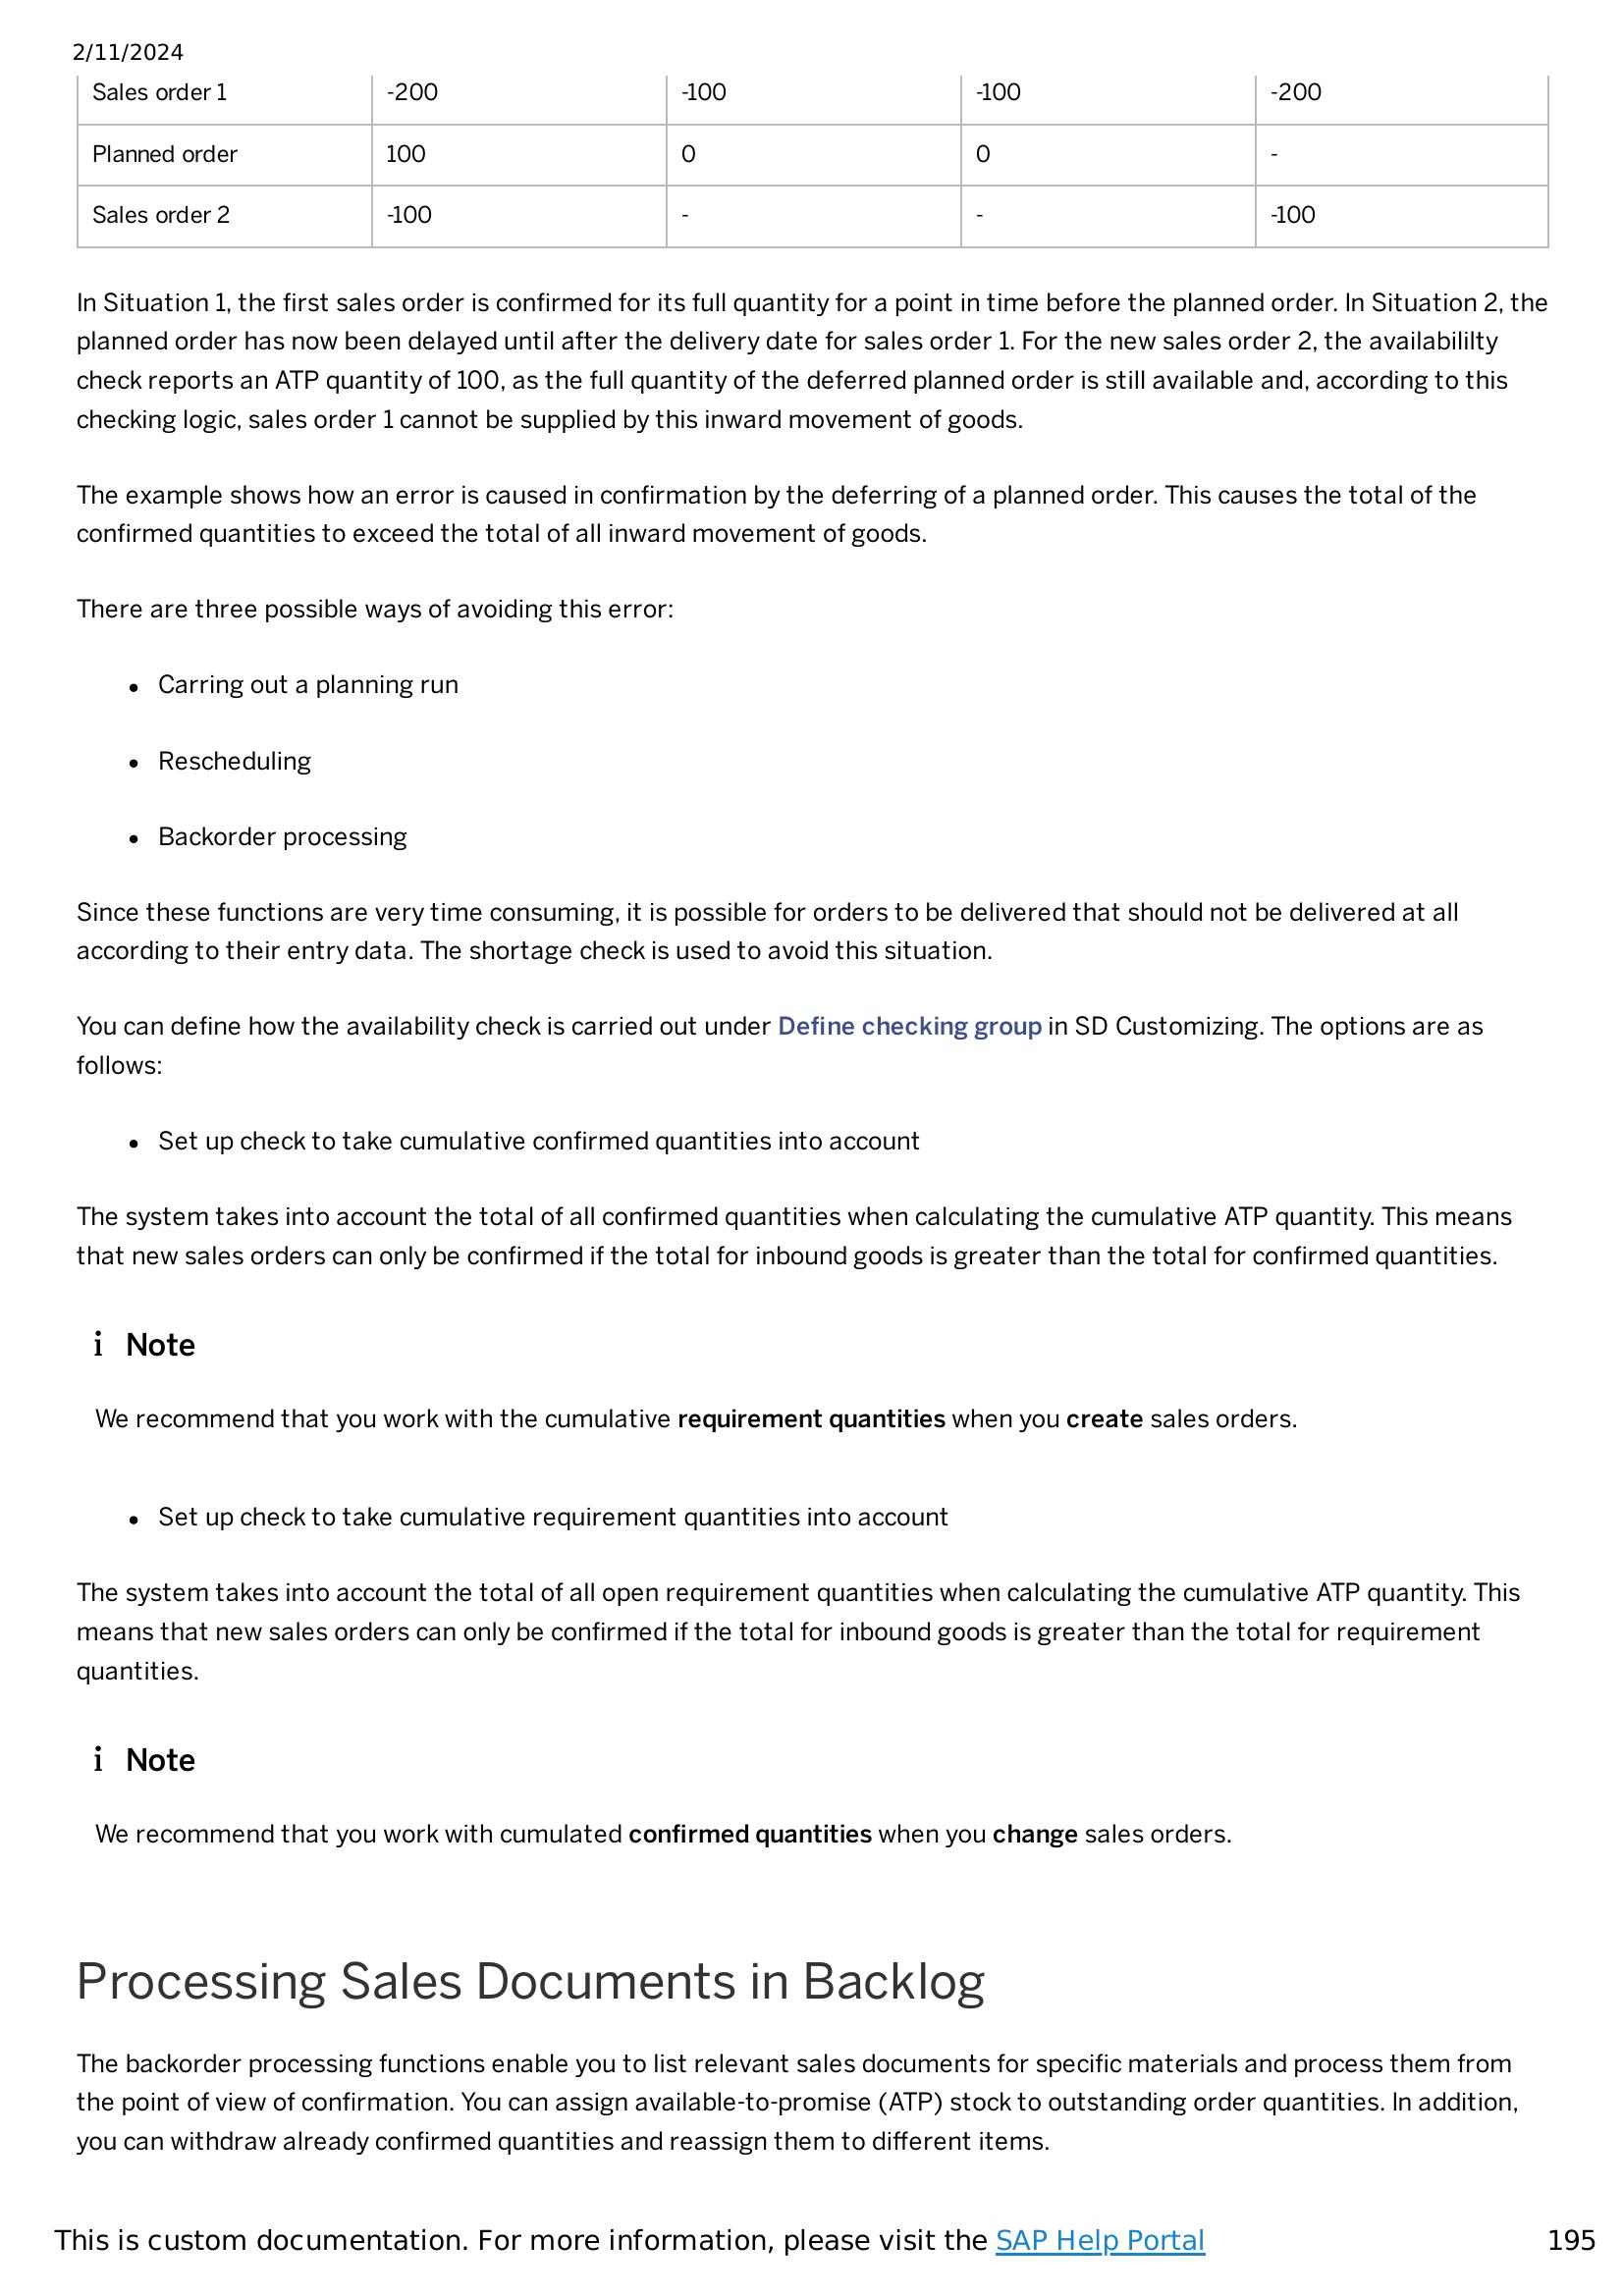 2/11/2024
Sales order 1 -200 -100 -100 -200
Planned order 100 0 0 -
Sales order 2 -100 - - -100
In Situation 1, the first sales order is confirmed for its full quantity for a point in time before the planned order. In Situation 2, the
planned order has now been delayed until after the delivery date for sales order 1. For the new sales order 2, the availabililty
check reports an ATP quantity of 100, as the full quantity of the deferred planned order is still available and, according to this
checking logic, sales order 1 cannot be supplied by this inward movement of goods.
The example shows how an error is caused in confirmation by the deferring of a planned order. This causes the total of the
confirmed quantities to exceed the total of all inward movement of goods.
There are three possible ways of avoiding this error:
• Carring out a planning run
• Rescheduling
• Backorder processing
Since these functions are very time consuming, it is possible for orders to be delivered that should not be delivered at all
according to their entry data. The shortage check is used to avoid this situation.
You can define how the availability check is carried out under Define checking group in SD Customizing. The options are as
follows:
• Set up check to take cumulative confirmed quantities into account
The system takes into account the total of all confirmed quantities when calculating the cumulative ATP quantity. This means
that new sales orders can only be confirmed if the total for inbound goods is greater than the total for confirmed quantities.
i Note
We recommend that you work with the cumulative requirement quantities when you create sales orders.
• Set up check to take cumulative requirement quantities into account
The system takes into account the total of all open requirement quantities when calculating the cumulative ATP quantity. This
means that new sales orders can only be confirmed if the total for inbound goods is greater than the total for requirement
quantities.
i Note
We recommend that you work with cumulated confirmed quantities when you change sales orders.
Processing Sales Documents in Backlog
The backorder processing functions enable you to list relevant sales documents for specific materials and process them from
the point of view of confirmation. You can assign available-to-promise (ATP) stock to outstanding order quantities. In addition,
you can withdraw already confirmed quantities and reassign them to different items.
This is custom documentation. For more information, please visit the SAP Help Portal 195